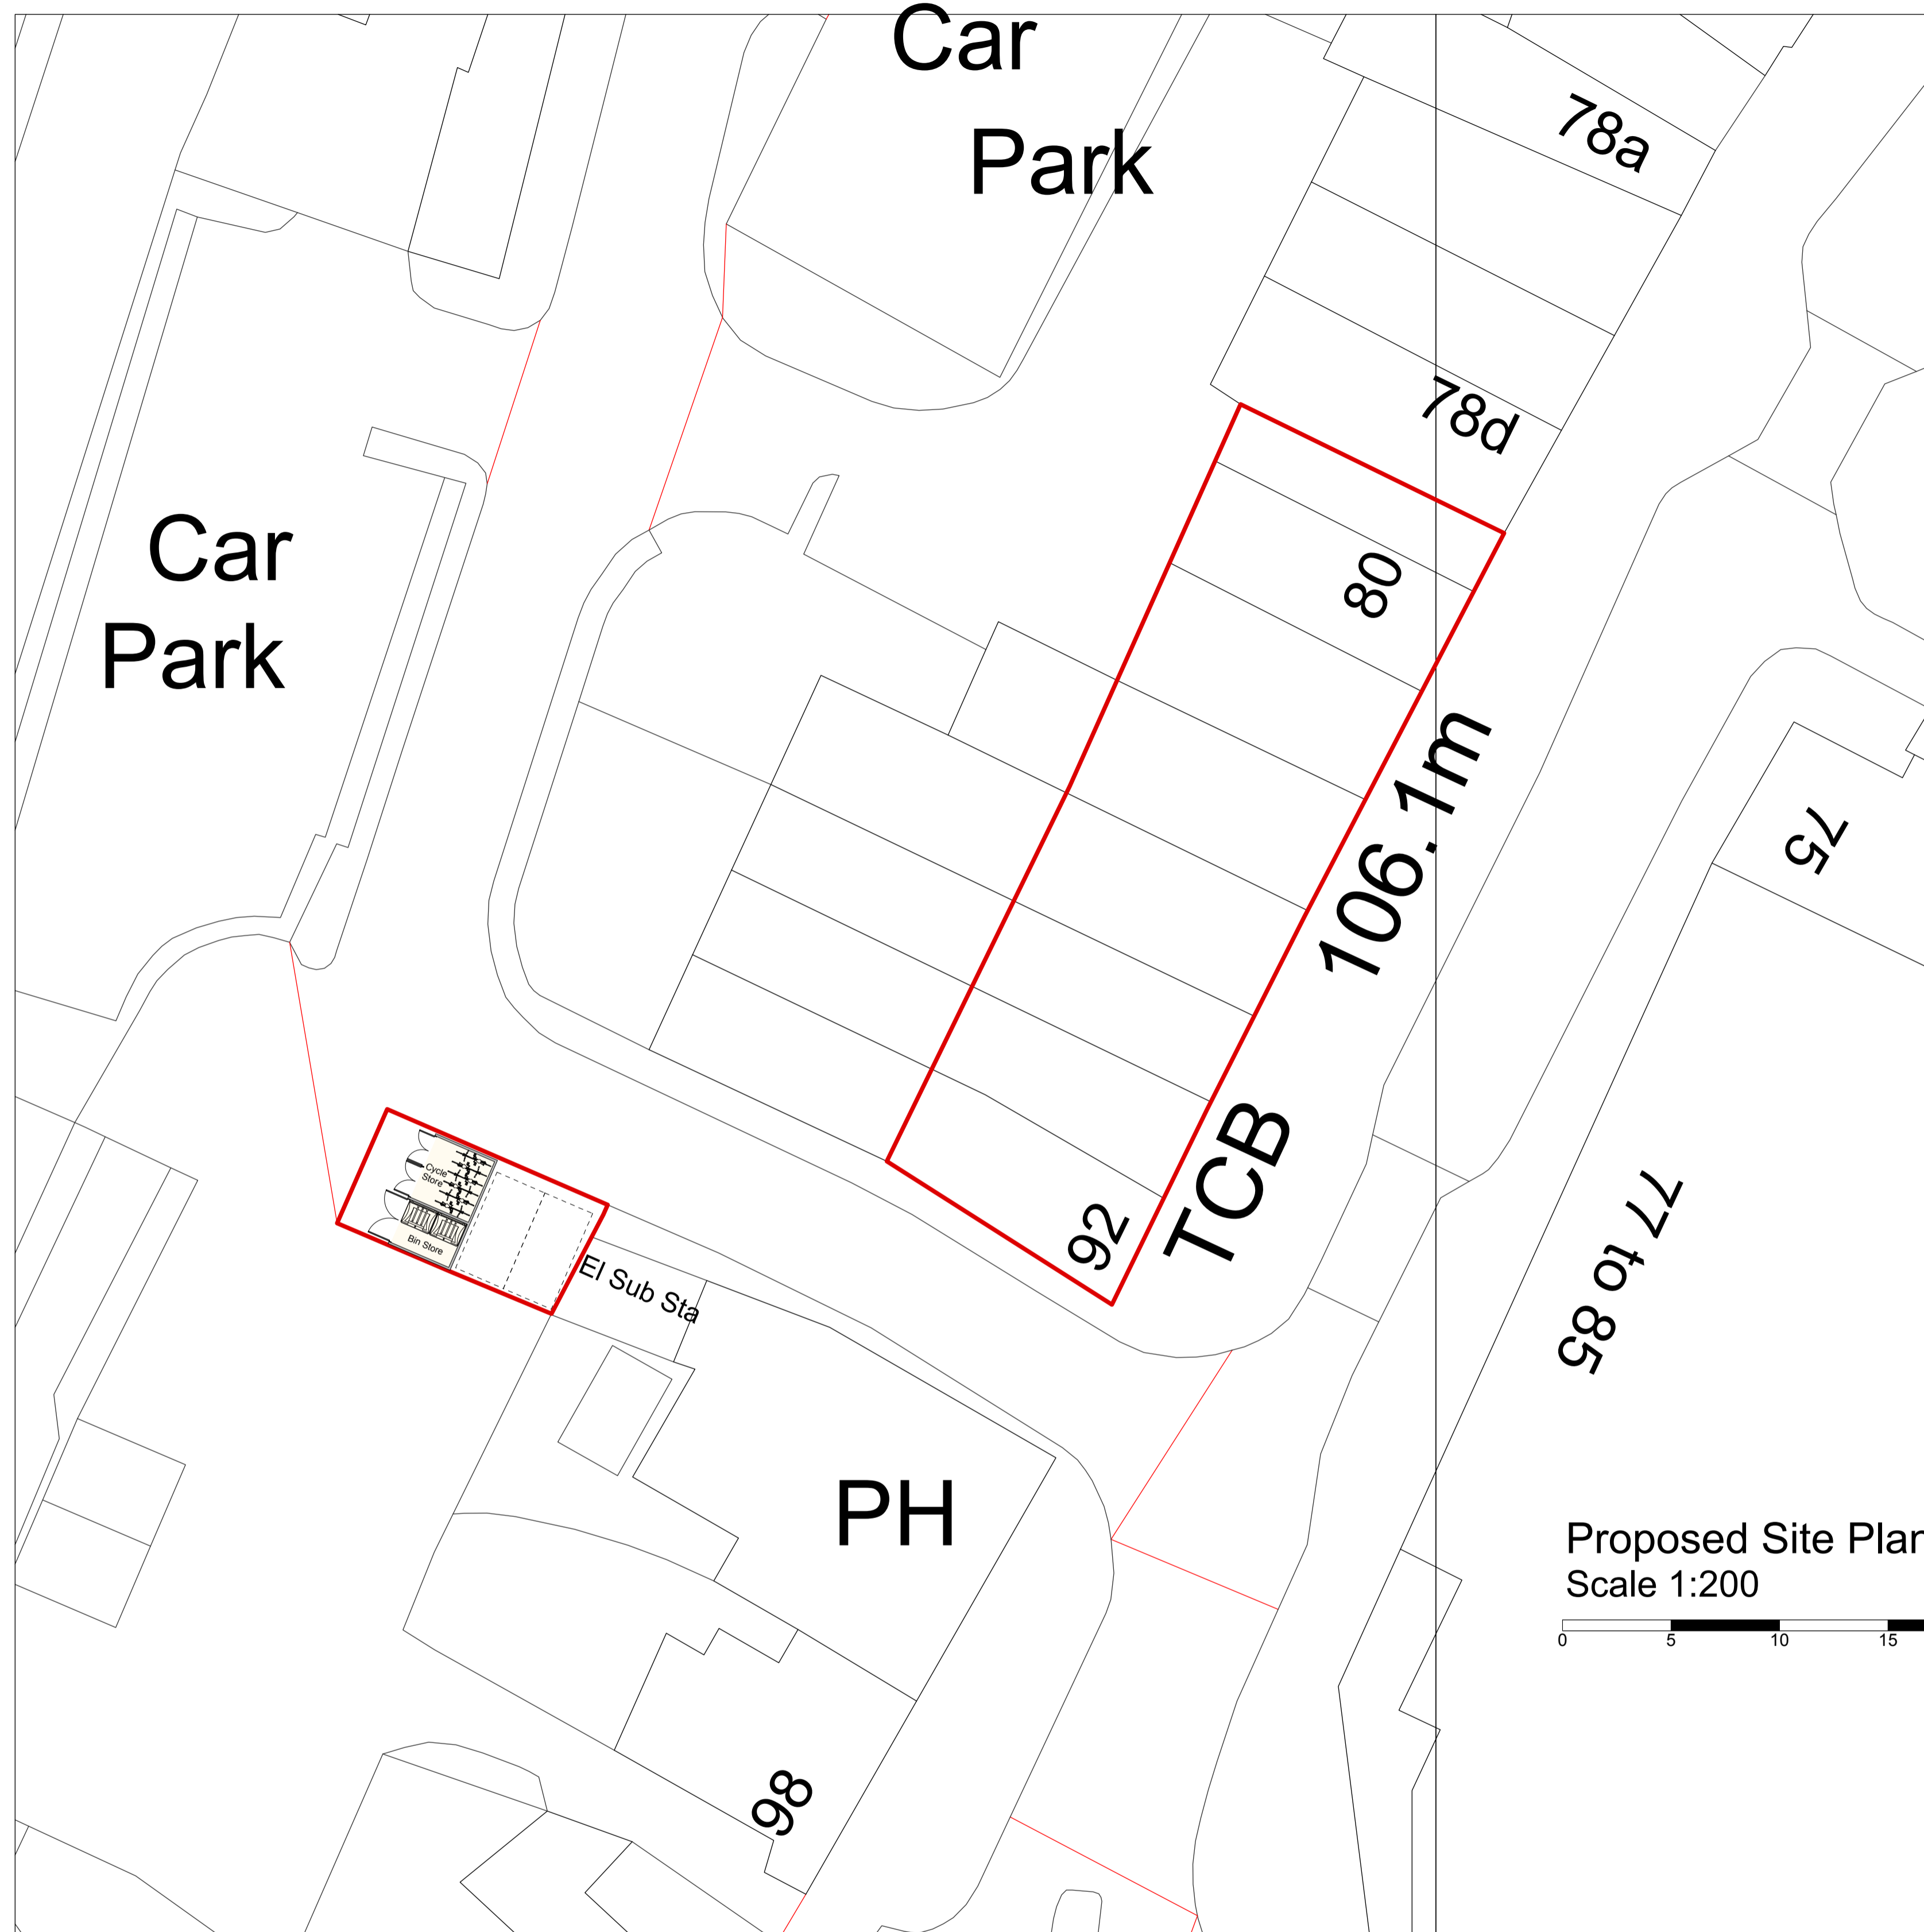 Car
Park
78a
78d
Car
Park
80
106.1m
75
TCB
Cycle
Store
Bin Store
El Sub Sta
92
77 to 85
PH
Proposed Site Plan
Scale 1:200
0 5 10 15
98